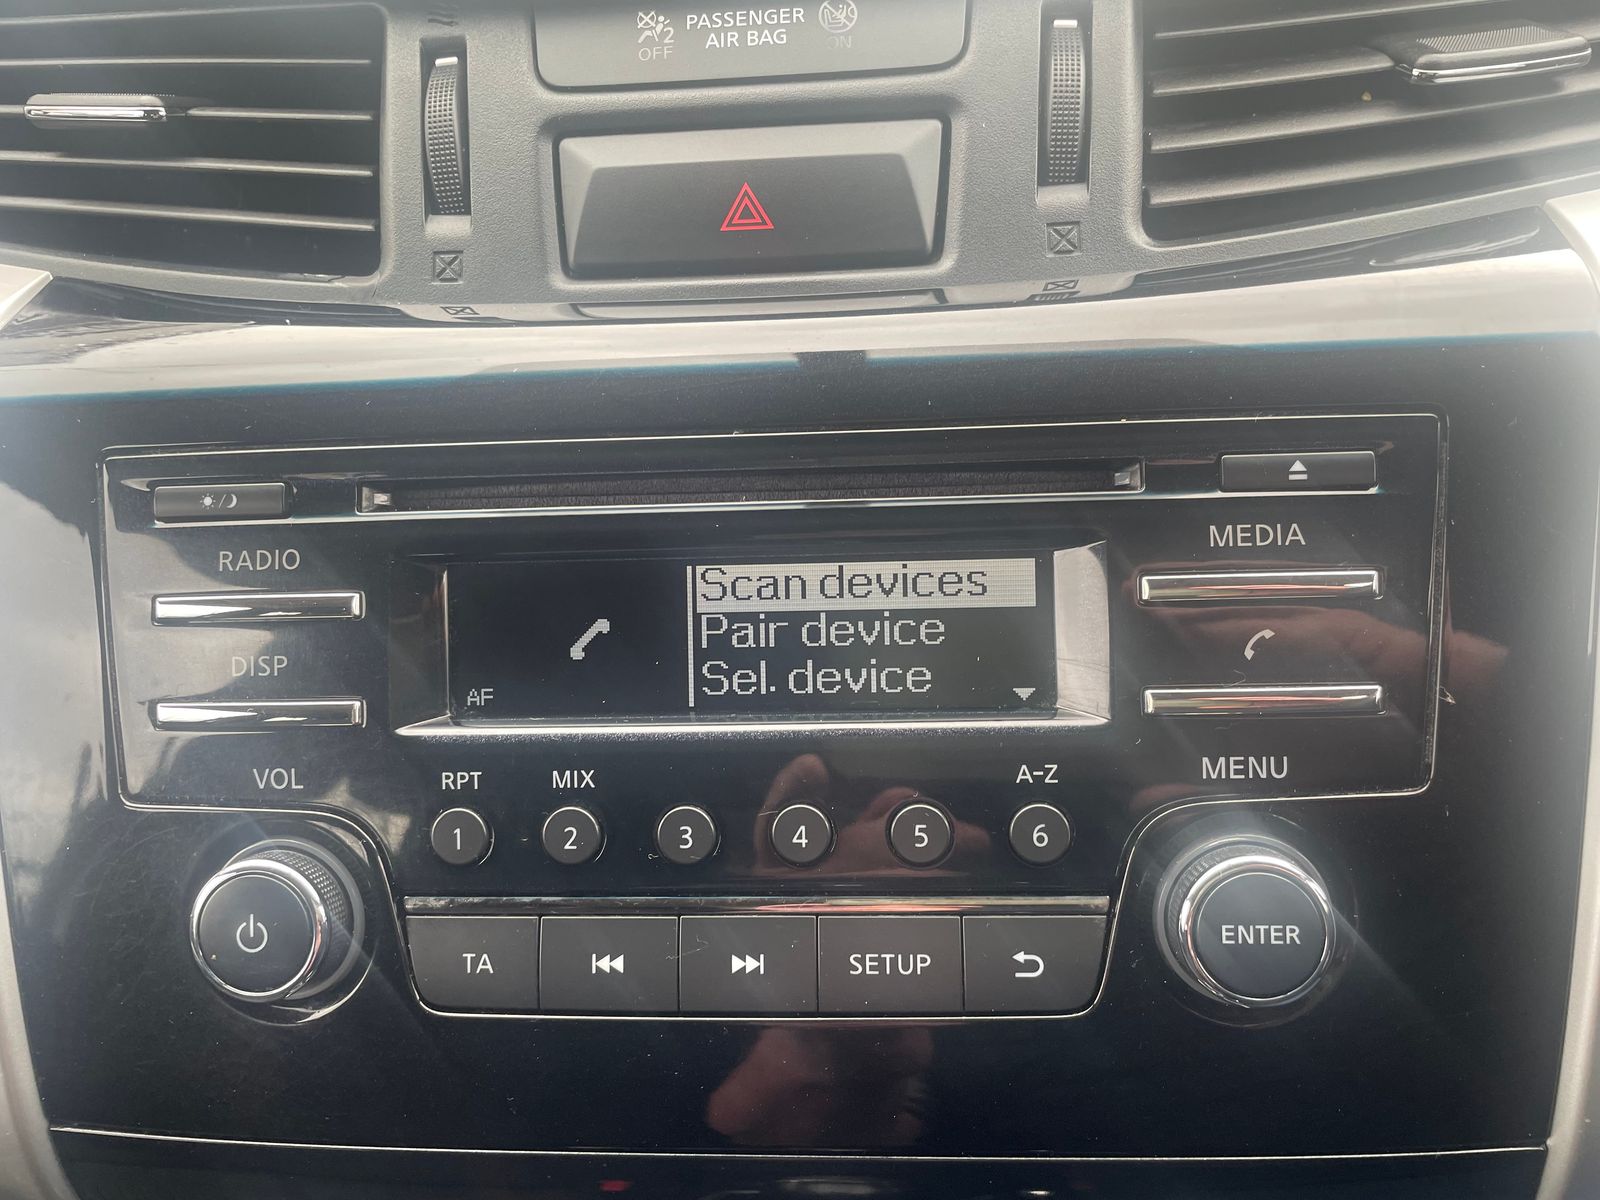 PASSENGER
AIR BAG
2
OFF
ON
RADIO
MEDIA
DISP
Scan devices
Pair device
Sel. device
AF
VOL
RPT
MIX
A-Z
MENU
1
2
3
4
5
6
TA
SETUP
ENTER